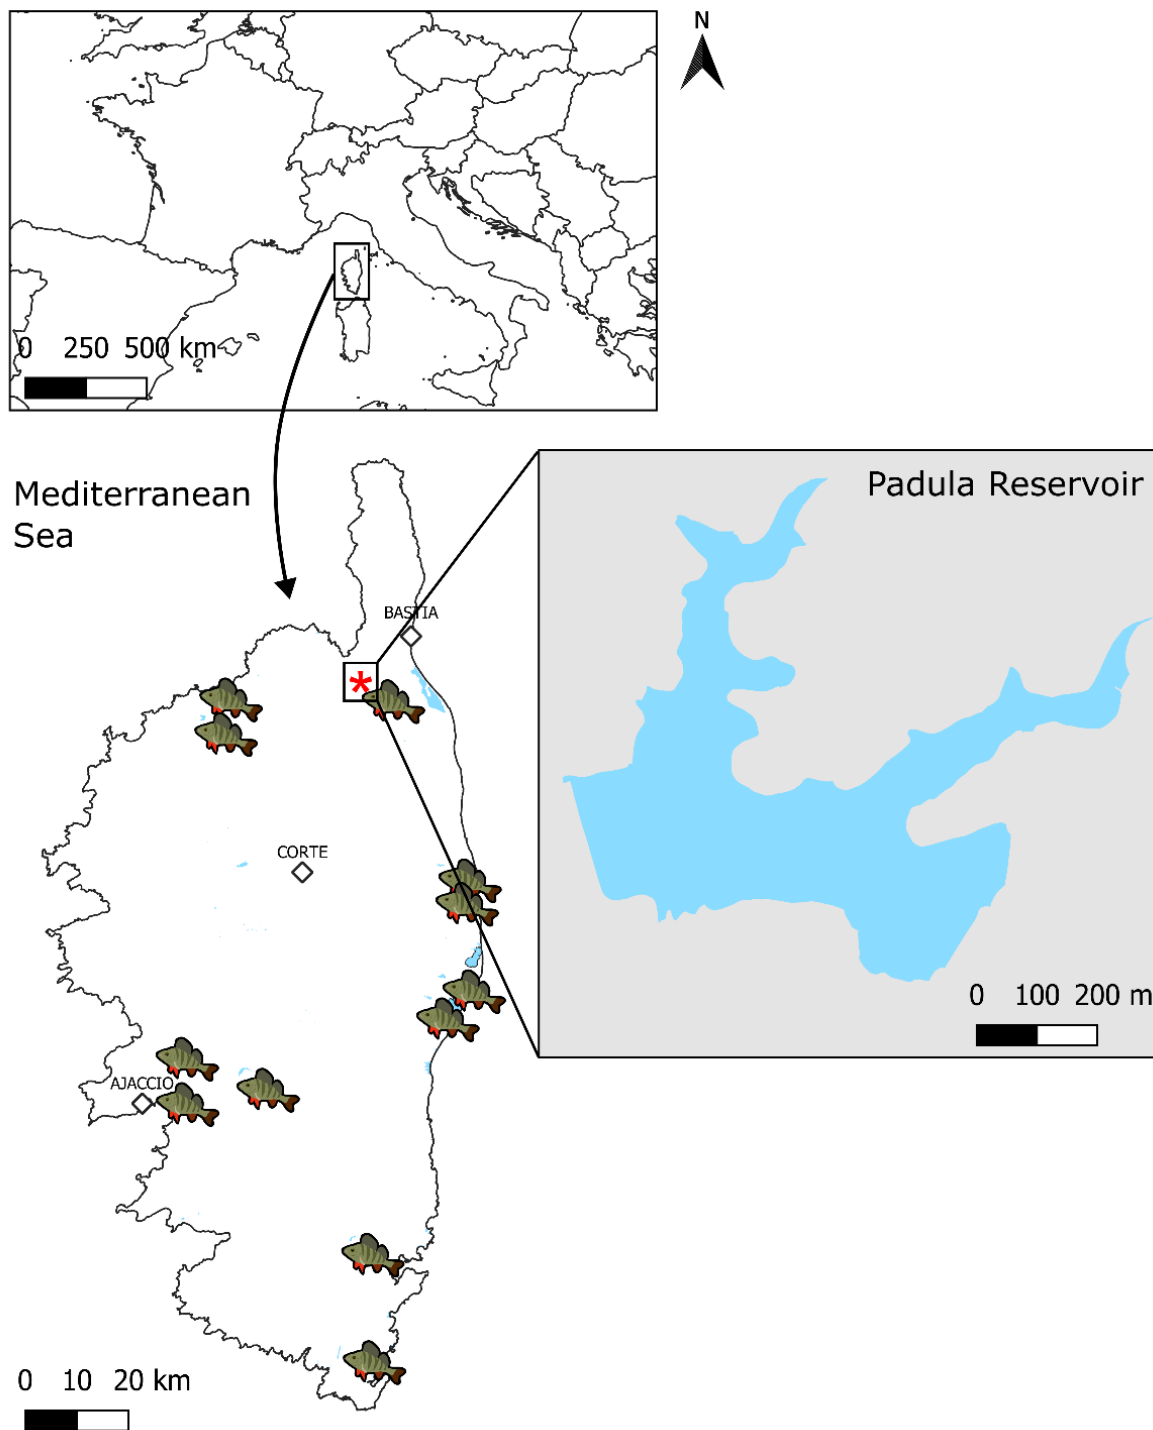 N
0 250 500 km
Mediterranean
Sea
Padula Reservoir
BASTIA
CORTE
0 100 200 m
AJACCIO
0 10 20 km